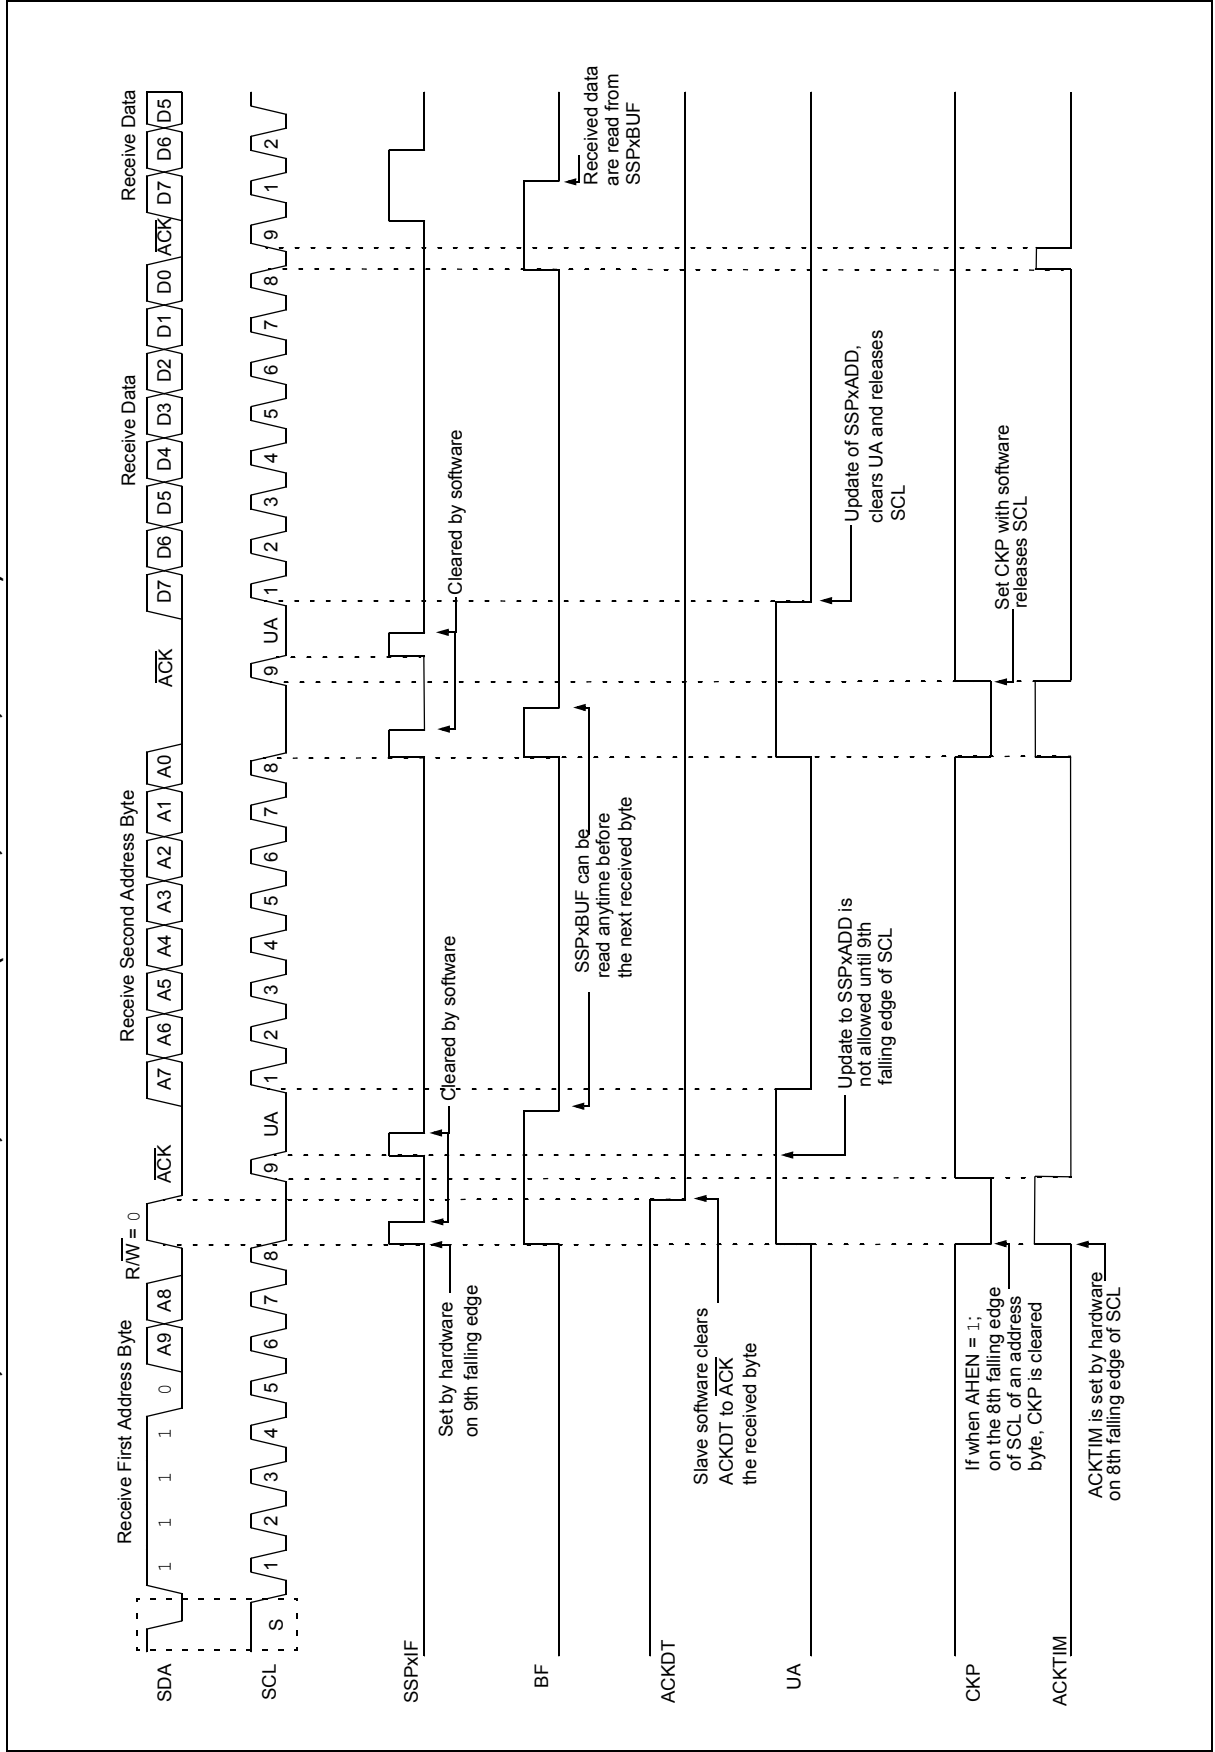 Receive First Address Byte
R/W = 0
Receive Second Address Byte
Receive Data
Receive Data
SDA
1 1 1 1 0 A9 A8 ACK A7 A6 A5 A4 A3 A2 A1 A0 ACK D7 D6 D5 D4 D3 D2 D1 D0 ACK D7 D6 D5
SCL
S 1 2 3 4 5 6 7 8 9 UA 1 2 3 4 5 6 7 8 9 UA 1 2 3 4 5 6 7 8 9 1 2
SSPxIF
Set by hardware
on 9th falling edge
Cleared by software
Cleared by software
BF
SSPxBUF can be
read anytime before
the next received byte
Received data
are read from
SSPxBUF
ACKDT
Slave software clears
ACKDT to ACK
the received byte
UA
Update to SSPxADD is
not allowed until 9th
falling edge of SCL
Update of SSPxADD,
clears UA and releases
SCL
CKP
If when AHEN = 1;
on the 8th falling edge
of SCL of an address
byte, CKP is cleared
Set CKP with software
releases SCL
ACKTIM
ACKTIM is set by hardware
on 8th falling edge of SCL